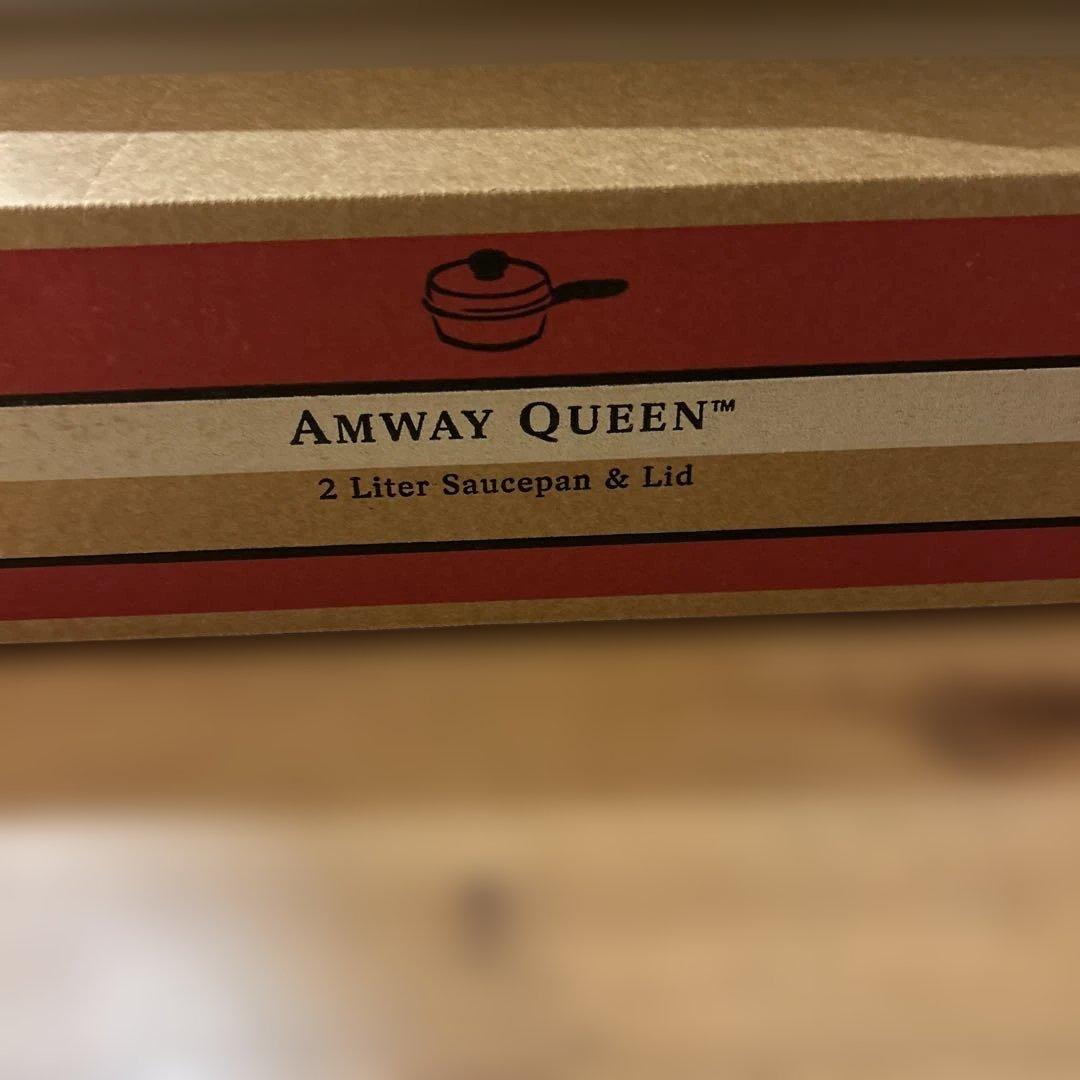 AMWAY QUEEN™
2 Liter Saucepan & Lid